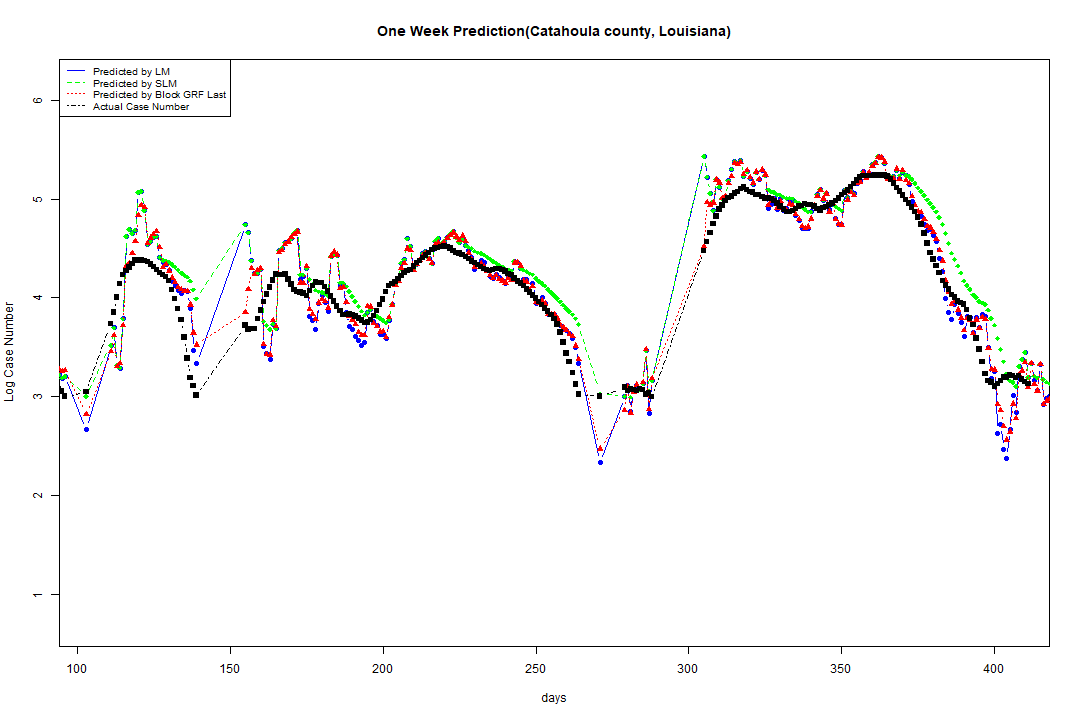 One Week Prediction(Catahoula county, Louisiana)
Predicted by LM
Predicted by SLM
Predicted by Block GRF Last
Actual Case Number
Log Case Number
6
5
4
3
2
1
100 150 200 250 300 350 400
days